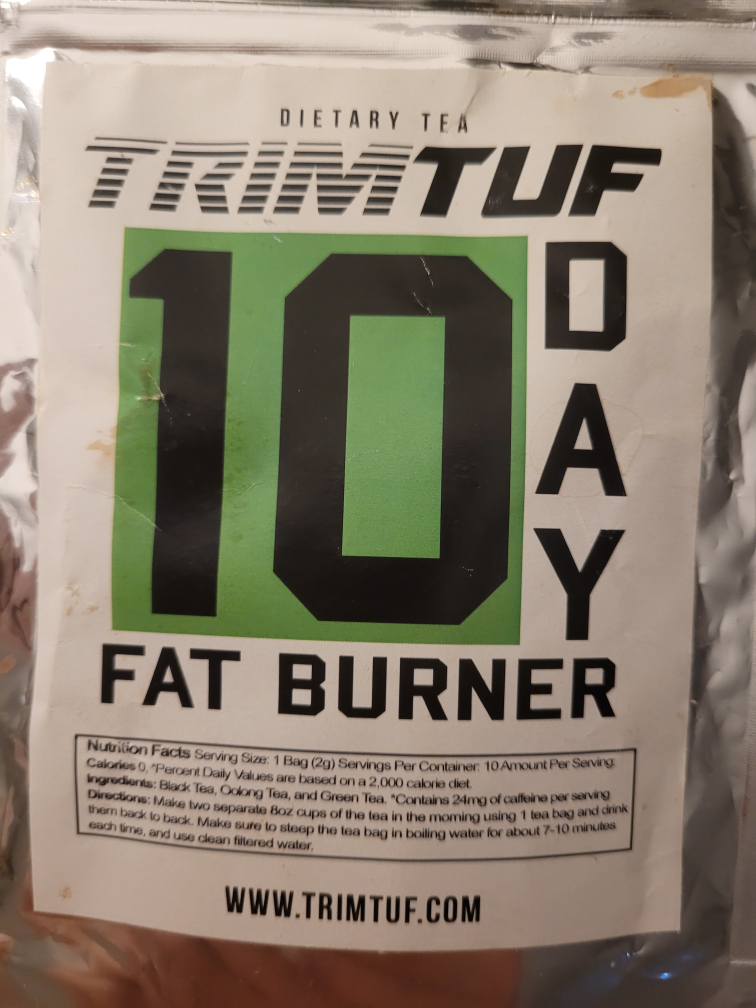 DIETARY TEA
TRIMTUF
10
DAY
FAT BURNER
Nutrition Facts Serving Size: 1 Bag (2g) Servings Per Container: 10 Amount Per Serving:
Calories 0, *Percent Daily Values are based on a 2,000 calorie diet.
Ingredients: Black Tea, Oolong Tea, and Green Tea. *Contains 24mg of caffeine per serving
Directions: Make two separate 8oz cups of the tea in the morning using 1 tea bag and drink
them back to back. Make sure to steep the tea bag in boiling water for about 7-10 minutes
each time, and use clean filtered water.
WWW.TRIMTUF.COM